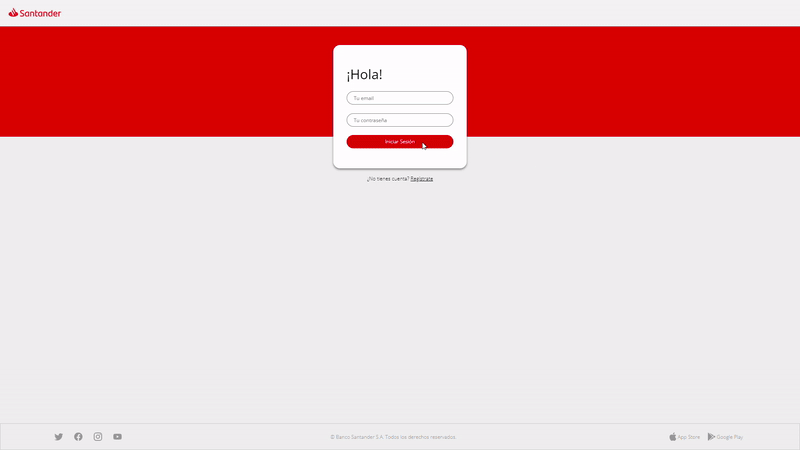 Santander
¡Hola!
Tu email
Tu contraseña
Iniciar Sesión
¿No tienes cuenta? Regístrate
© Banco Santander S.A. Todos los derechos reservados.
App Store
Google Play